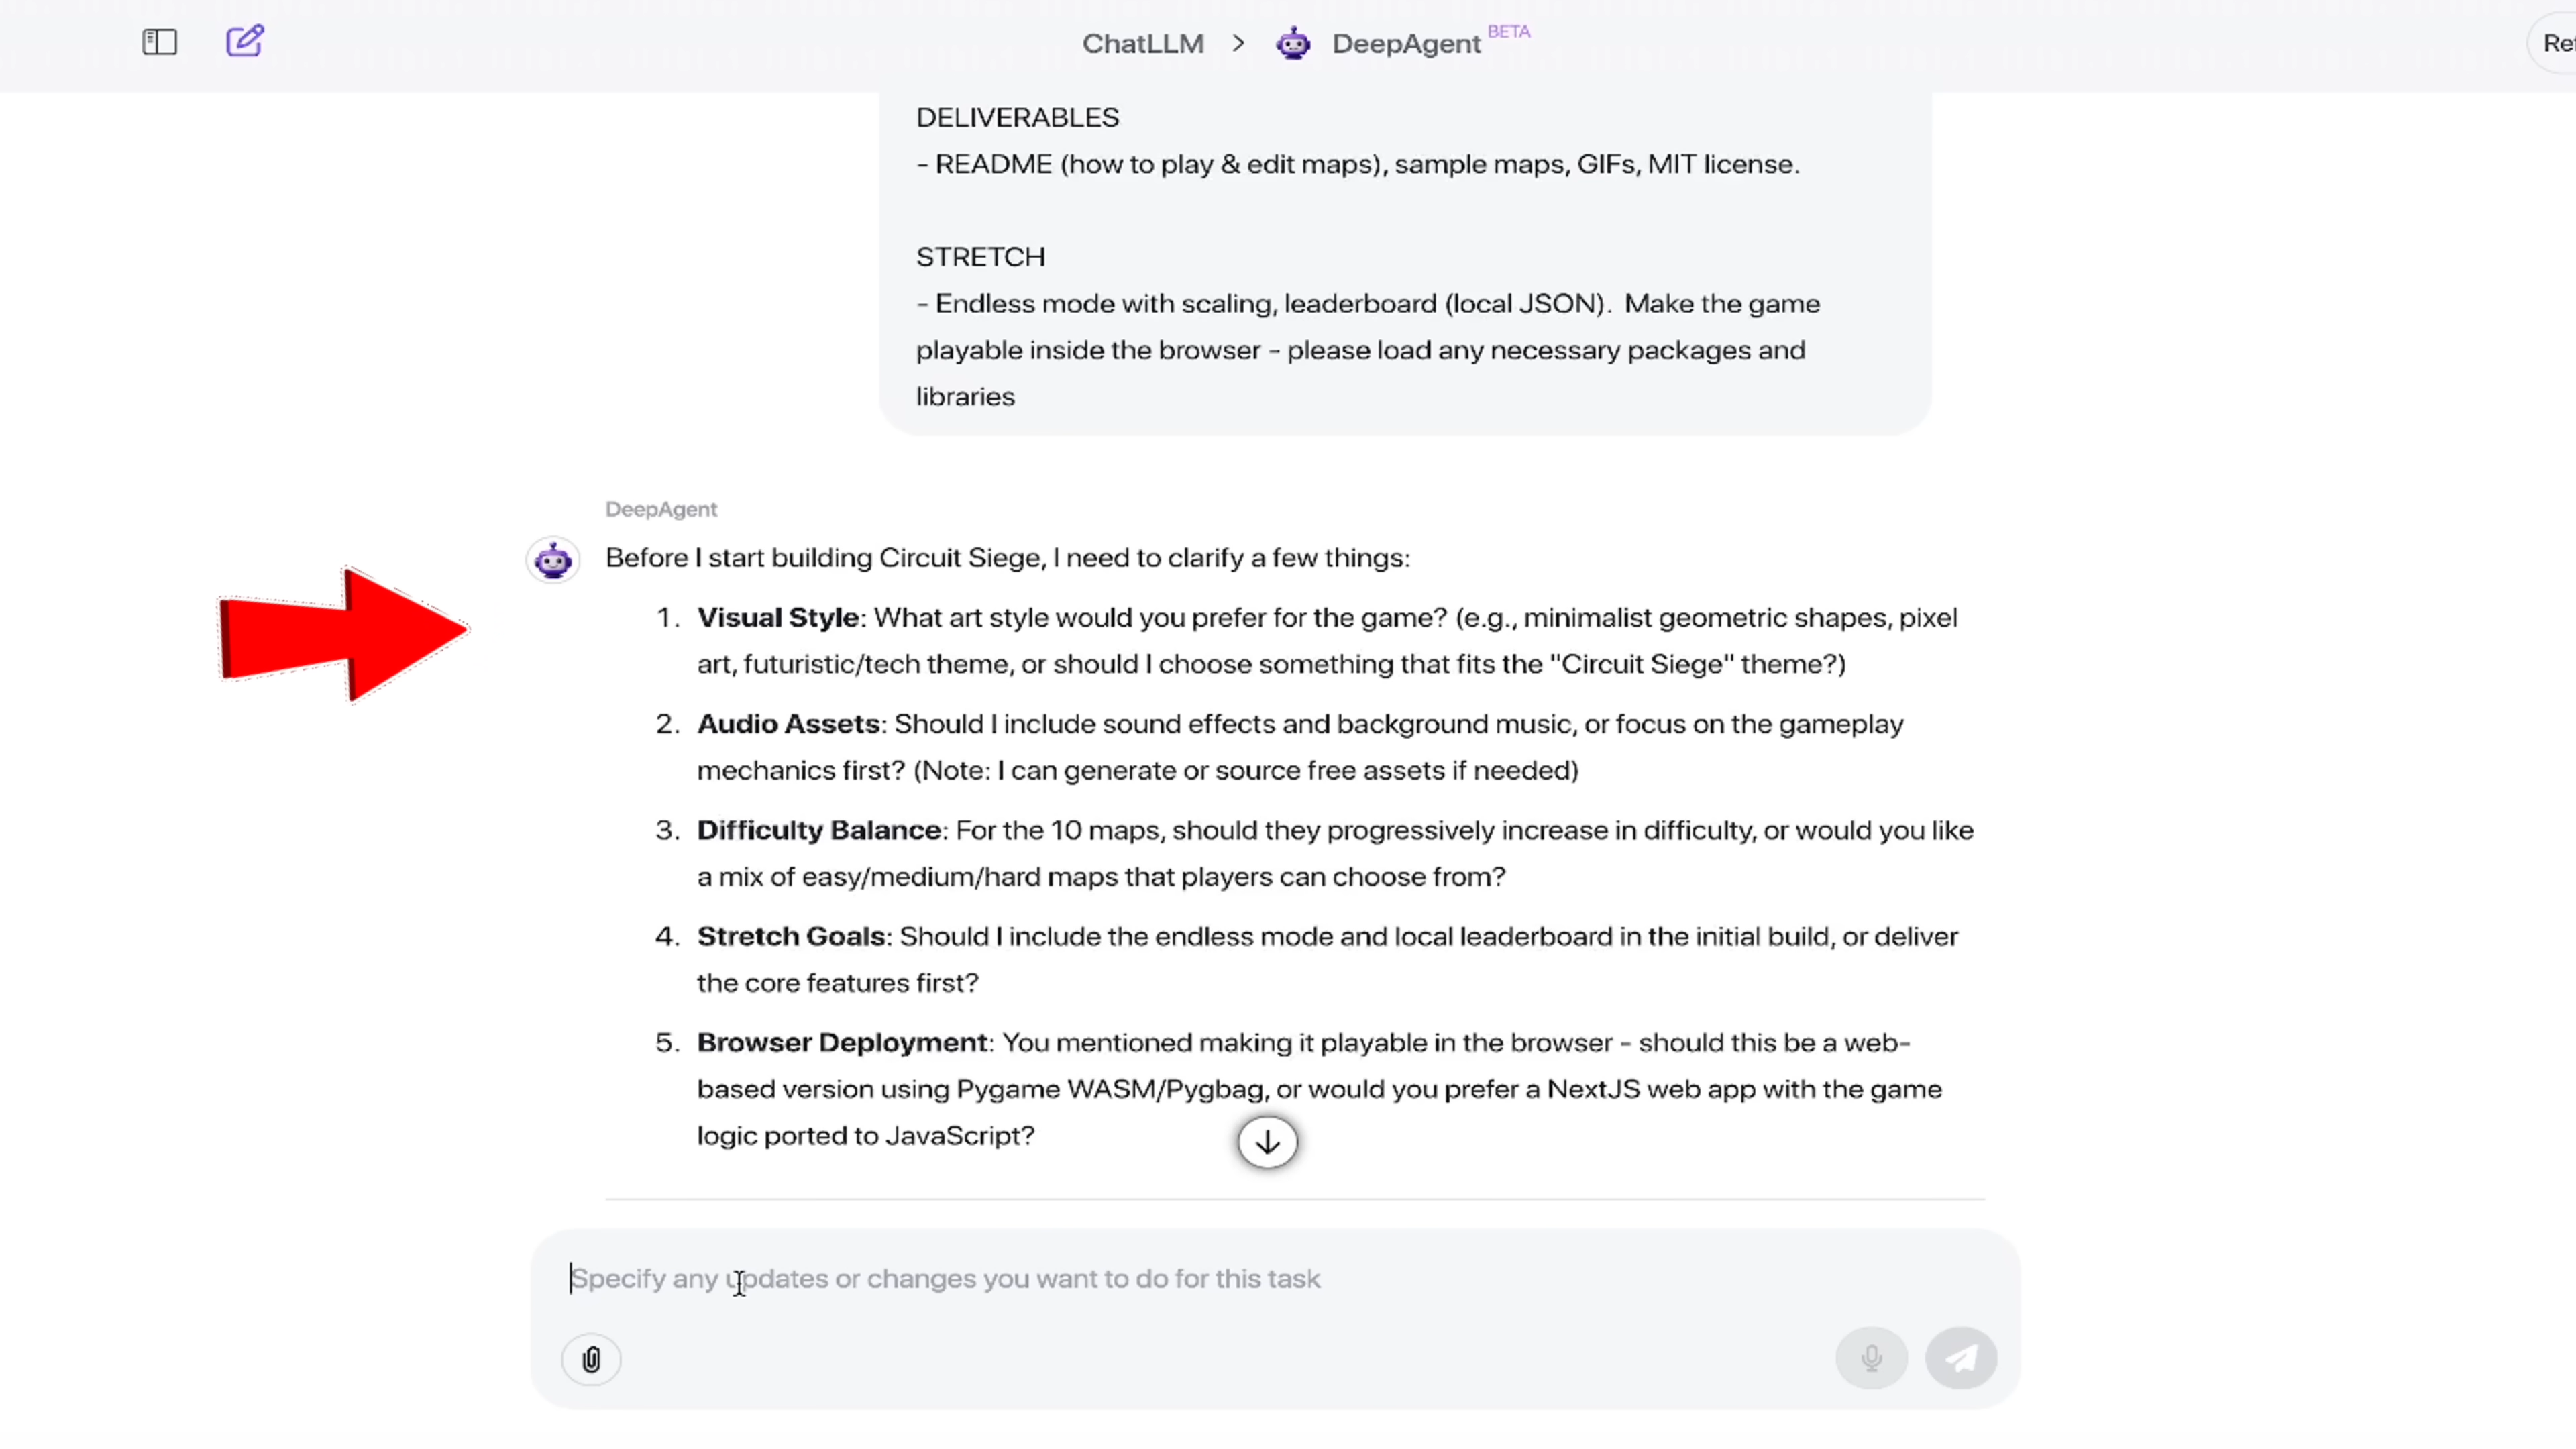 ChatLLM > DeepAgent BETA
DELIVERABLES
- README (how to play & edit maps), sample maps, GIFs, MIT license.
STRETCH
- Endless mode with scaling, leaderboard (local JSON).  Make the game
playable inside the browser - please load any necessary packages and
libraries
DeepAgent
Before I start building Circuit Siege, I need to clarify a few things:
1. Visual Style: What art style would you prefer for the game? (e.g., minimalist geometric shapes, pixel
art, futuristic/tech theme, or should I choose something that fits the "Circuit Siege" theme?)
2. Audio Assets: Should I include sound effects and background music, or focus on the gameplay
mechanics first? (Note: I can generate or source free assets if needed)
3. Difficulty Balance: For the 10 maps, should they progressively increase in difficulty, or would you like
a mix of easy/medium/hard maps that players can choose from?
4. Stretch Goals: Should I include the endless mode and local leaderboard in the initial build, or deliver
the core features first?
5. Browser Deployment: You mentioned making it playable in the browser - should this be a web-
based version using Pygame WASM/Pygbag, or would you prefer a NextJS web app with the game
logic ported to JavaScript?
Specify any updates or changes you want to do for this task